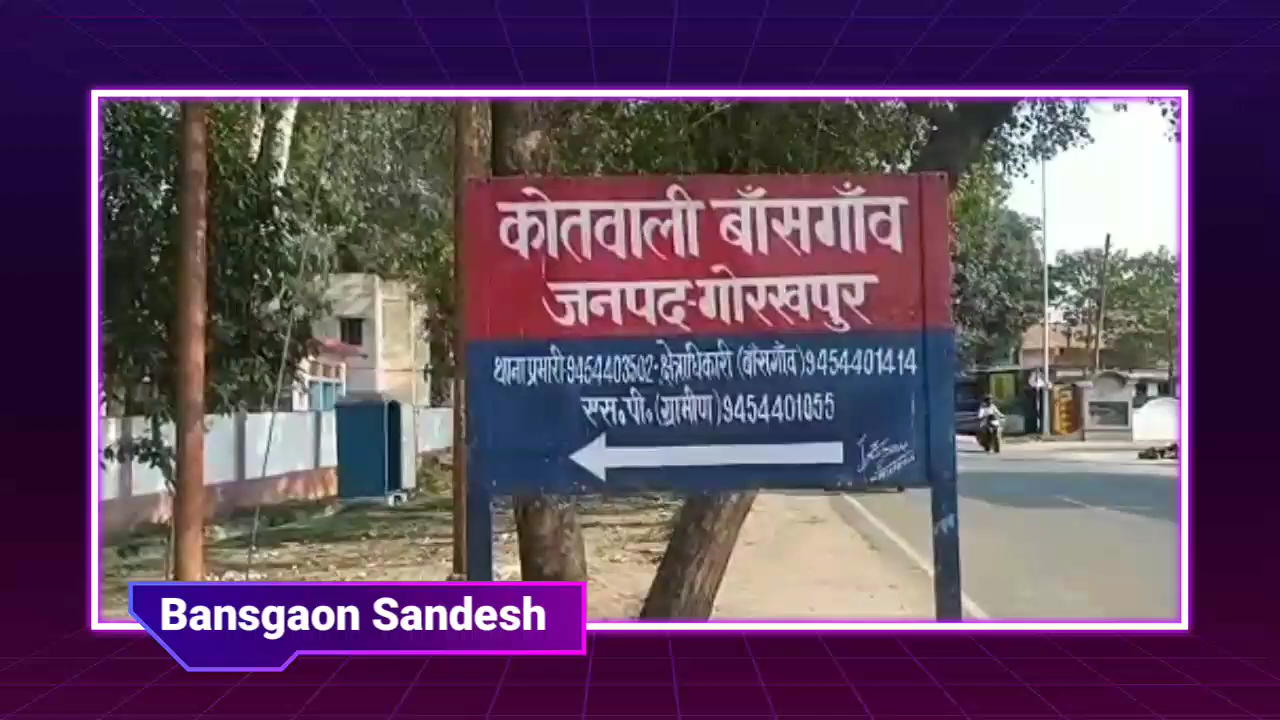 कोतवाली बाँसगाँव
जनपद-गोरखपुर
थाना प्रभारी-9454403502-क्षेत्राधिकारी (बाँसगाँव)9454401414
एस॰ पी॰ (ग्रामीण) 9454401055
Bansgaon Sandesh